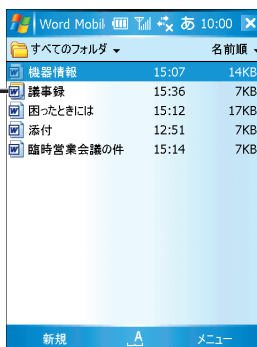 Word Mobil あ 10:00
すべてのフォルダ 名前順
機器情報 15:07 14KB
議事録 15:36 7KB
困ったときには 15:12 17KB
添付 12:51 7KB
臨時営業会議の件 15:14 7KB
新規 A メニュー